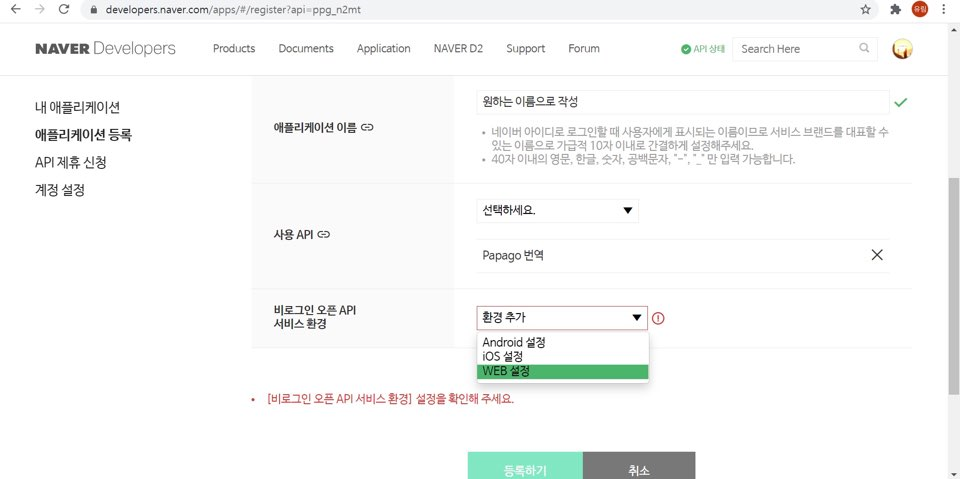 developers.naver.com/apps/#/register?api=ppg_n2mt
유림
NAVER Developers
Products
Documents
Application
NAVER D2
Support
Forum
API 상태
Search Here
내 애플리케이션
애플리케이션 등록
API 제휴 신청
계정 설정
애플리케이션 이름
원하는 이름으로 작성
• 네이버 아이디로 로그인할 때 사용자에게 표시되는 이름이므로 서비스 브랜드를 대표할 수
있는 이름으로 가급적 10자 이내로 간결하게 설정해주세요.
• 40자 이내의 영문, 한글, 숫자, 공백문자, "-", "_" 만 입력 가능합니다.
사용 API
선택하세요.
Papago 번역
비로그인 오픈 API
서비스 환경
환경 추가
Android 설정
iOS 설정
WEB 설정
• [비로그인 오픈 API 서비스 환경] 설정을 확인해 주세요.
등록하기
취소